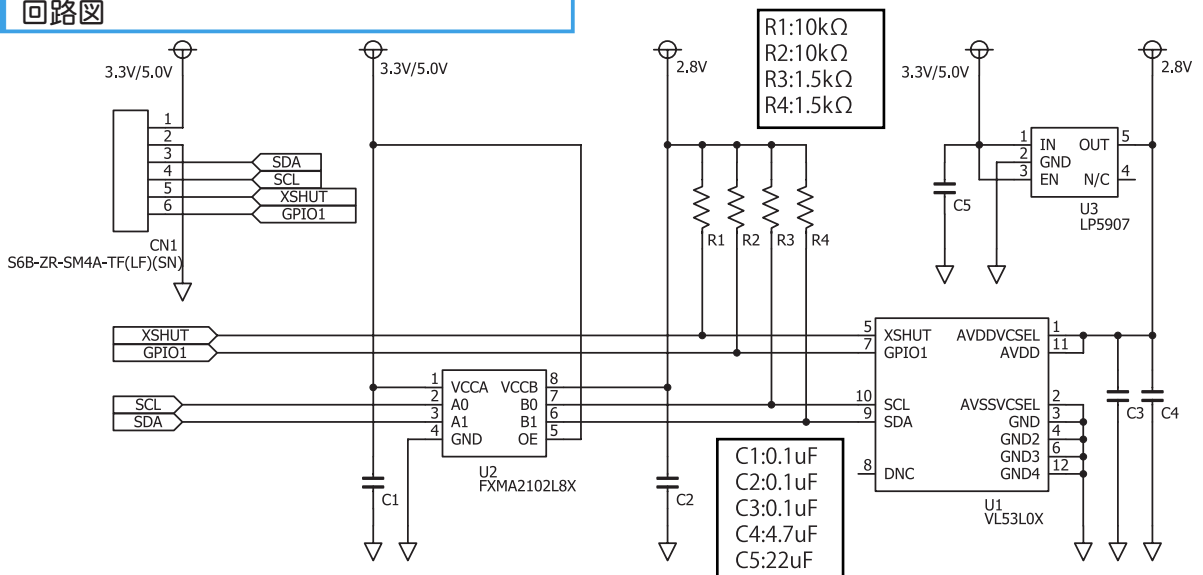 回路図
3.3V/5.0V
3.3V/5.0V
2.8V
R1:10kΩ
R2:10kΩ
R3:1.5kΩ
R4:1.5kΩ
3.3V/5.0V
2.8V
1
2
3
4
5
6
SDA
SCL
XSHUT
GPIO1
CN1
S6B-ZR-SM4A-TF(LF)(SN)
R1
R2
R3
R4
C5
1 IN OUT 5
2 GND
3 EN N/C 4
U3
LP5907
XSHUT
GPIO1
SCL
SDA
1 VCCA VCCB 8
2 A0 B0 7
3 A1 B1 6
4 GND OE 5
U2
FXMA2102L8X
C1
C2
5 XSHUT AVDDVCSEL 1
7 GPIO1 AVDD 11
10 SCL AVSSVCSEL 2
9 SDA GND 3
GND2 4
GND3 6
8 DNC GND4 12
U1
VL53L0X
C3
C4
C1:0.1uF
C2:0.1uF
C3:0.1uF
C4:4.7uF
C5:22uF